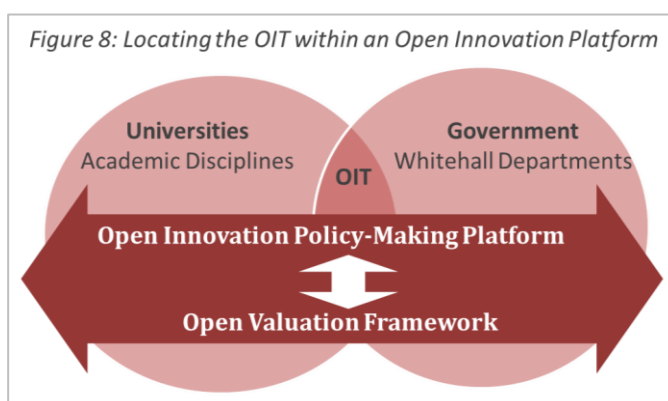 Figure 8: Locating the OIT within an Open Innovation Platform
Universities
Academic Disciplines
Government
Whitehall Departments
OIT
Open Innovation Policy-Making Platform
Open Valuation Framework